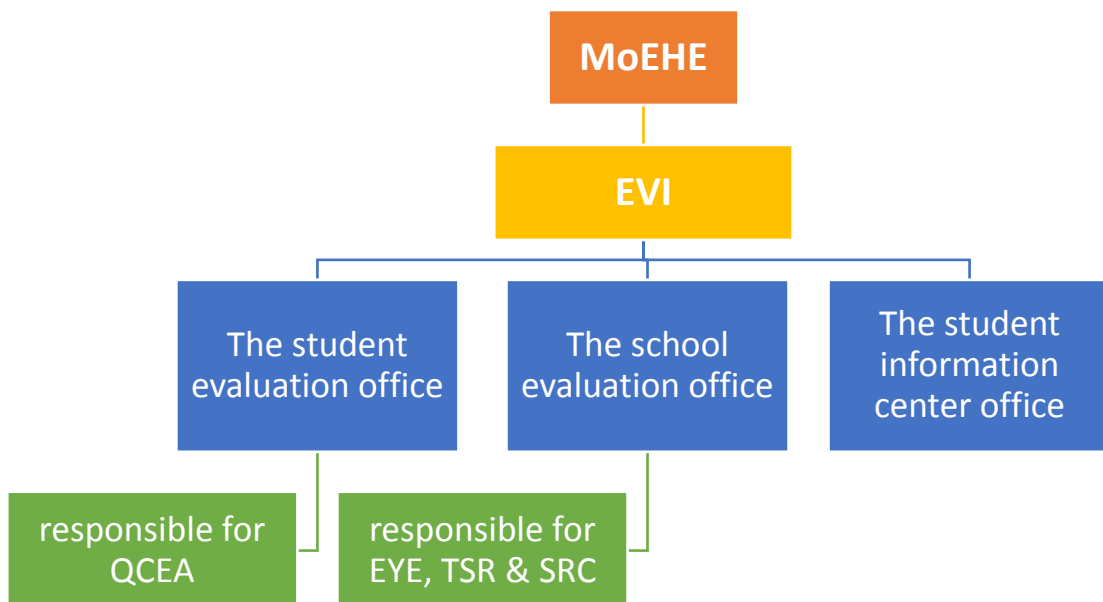 MoEHE
EVI
The student
evaluation office
The school
evaluation office
The student
information
center office
responsible for
QCEA
responsible for
EYE, TSR & SRC